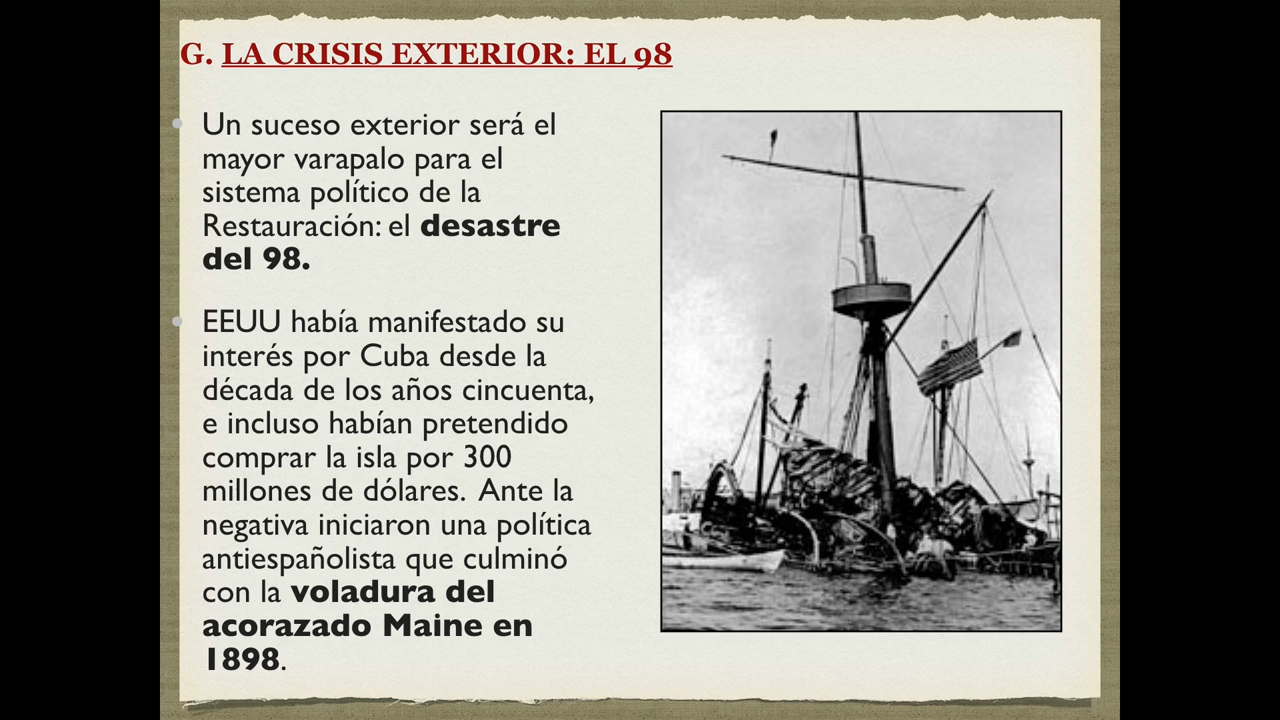 G. LA CRISIS EXTERIOR: EL 98
• Un suceso exterior será el
mayor varapalo para el
sistema político de la
Restauración: el desastre
del 98.
• EEUU había manifestado su
interés por Cuba desde la
década de los años cincuenta,
e incluso habían pretendido
comprar la isla por 300
millones de dólares. Ante la
negativa iniciaron una política
antiespañolista que culminó
con la voladura del
acorazado Maine en
1898.